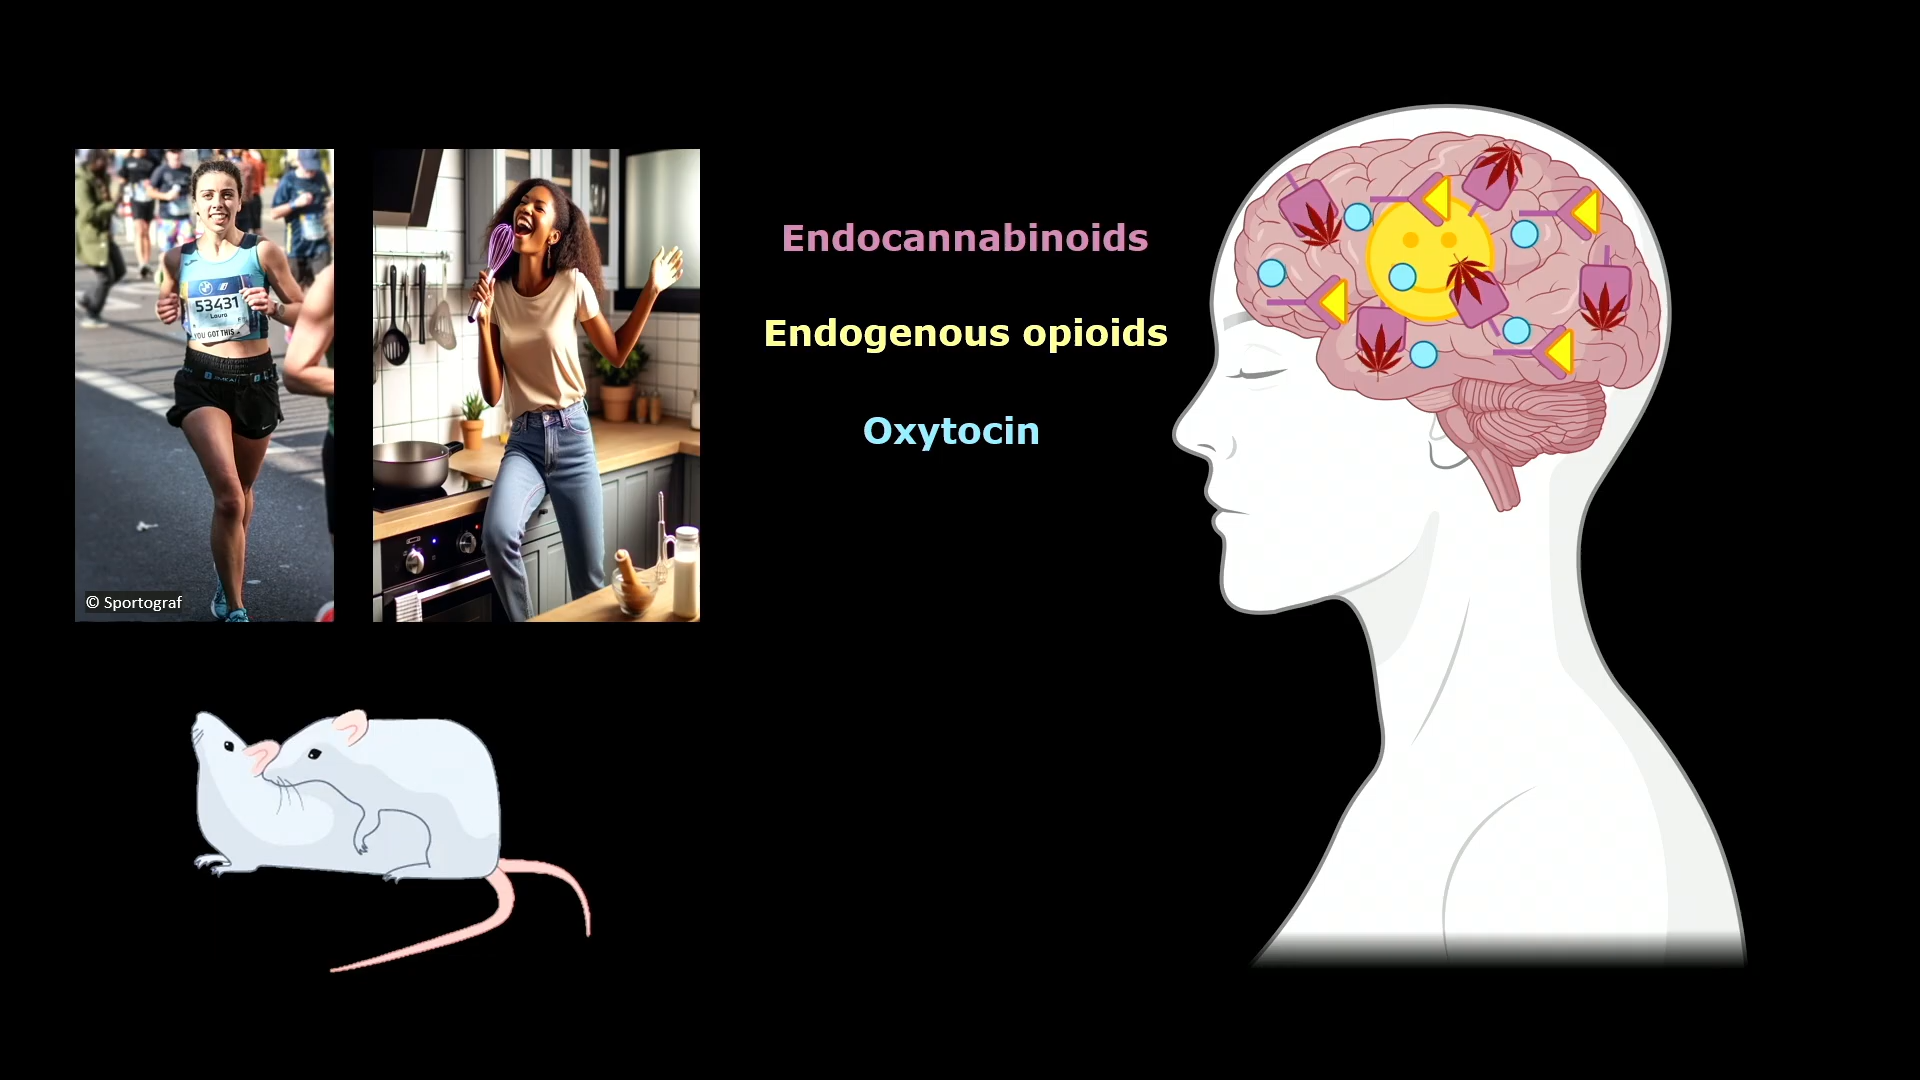 53431
Laura
YOU GOT THIS
© Sportograf
Endocannabinoids
Endogenous opioids
Oxytocin